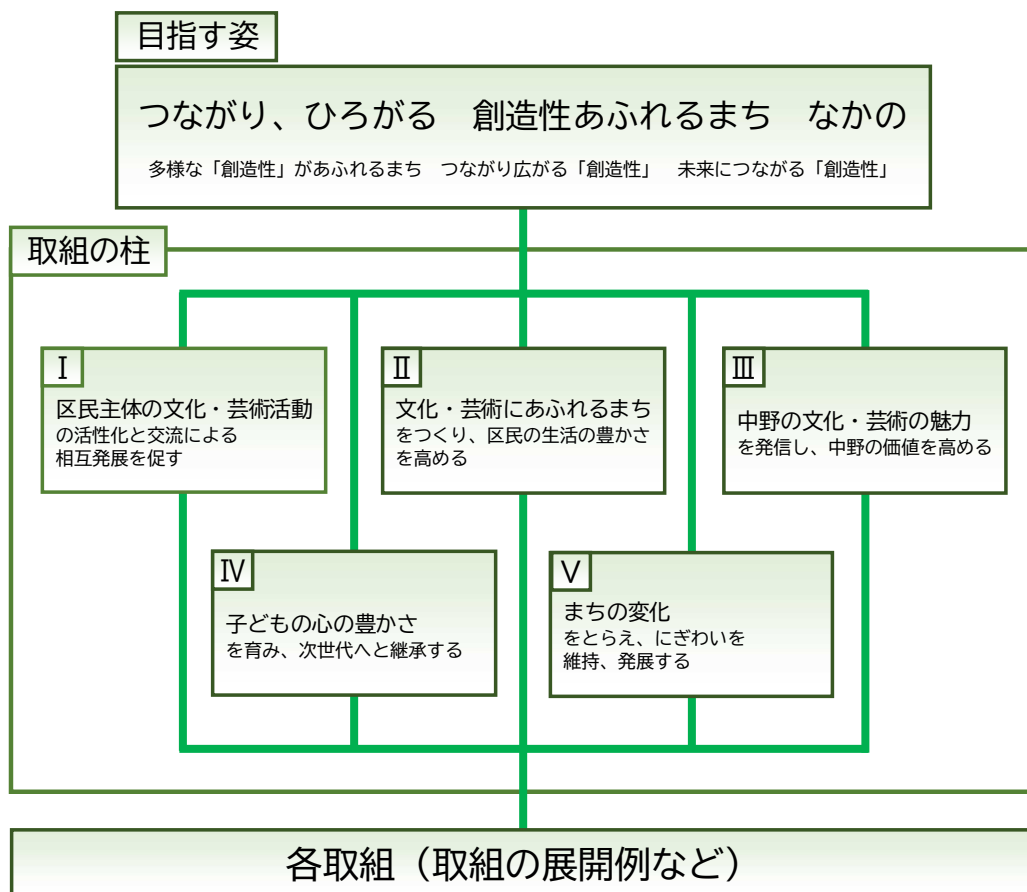 目指す姿
つながり、ひろがる　創造性あふれるまち　なかの
多様な「創造性」があふれるまち　つながり広がる「創造性」　未来につながる「創造性」
取組の柱
Ⅰ
区民主体の文化・芸術活動
の活性化と交流による
相互発展を促す
Ⅱ
文化・芸術にあふれるまち
をつくり、区民の生活の豊かさ
を高める
Ⅲ
中野の文化・芸術の魅力
を発信し、中野の価値を高める
Ⅳ
子どもの心の豊かさ
を育み、次世代へと継承する
Ⅴ
まちの変化
をとらえ、にぎわいを
維持、発展する
各取組（取組の展開例など）